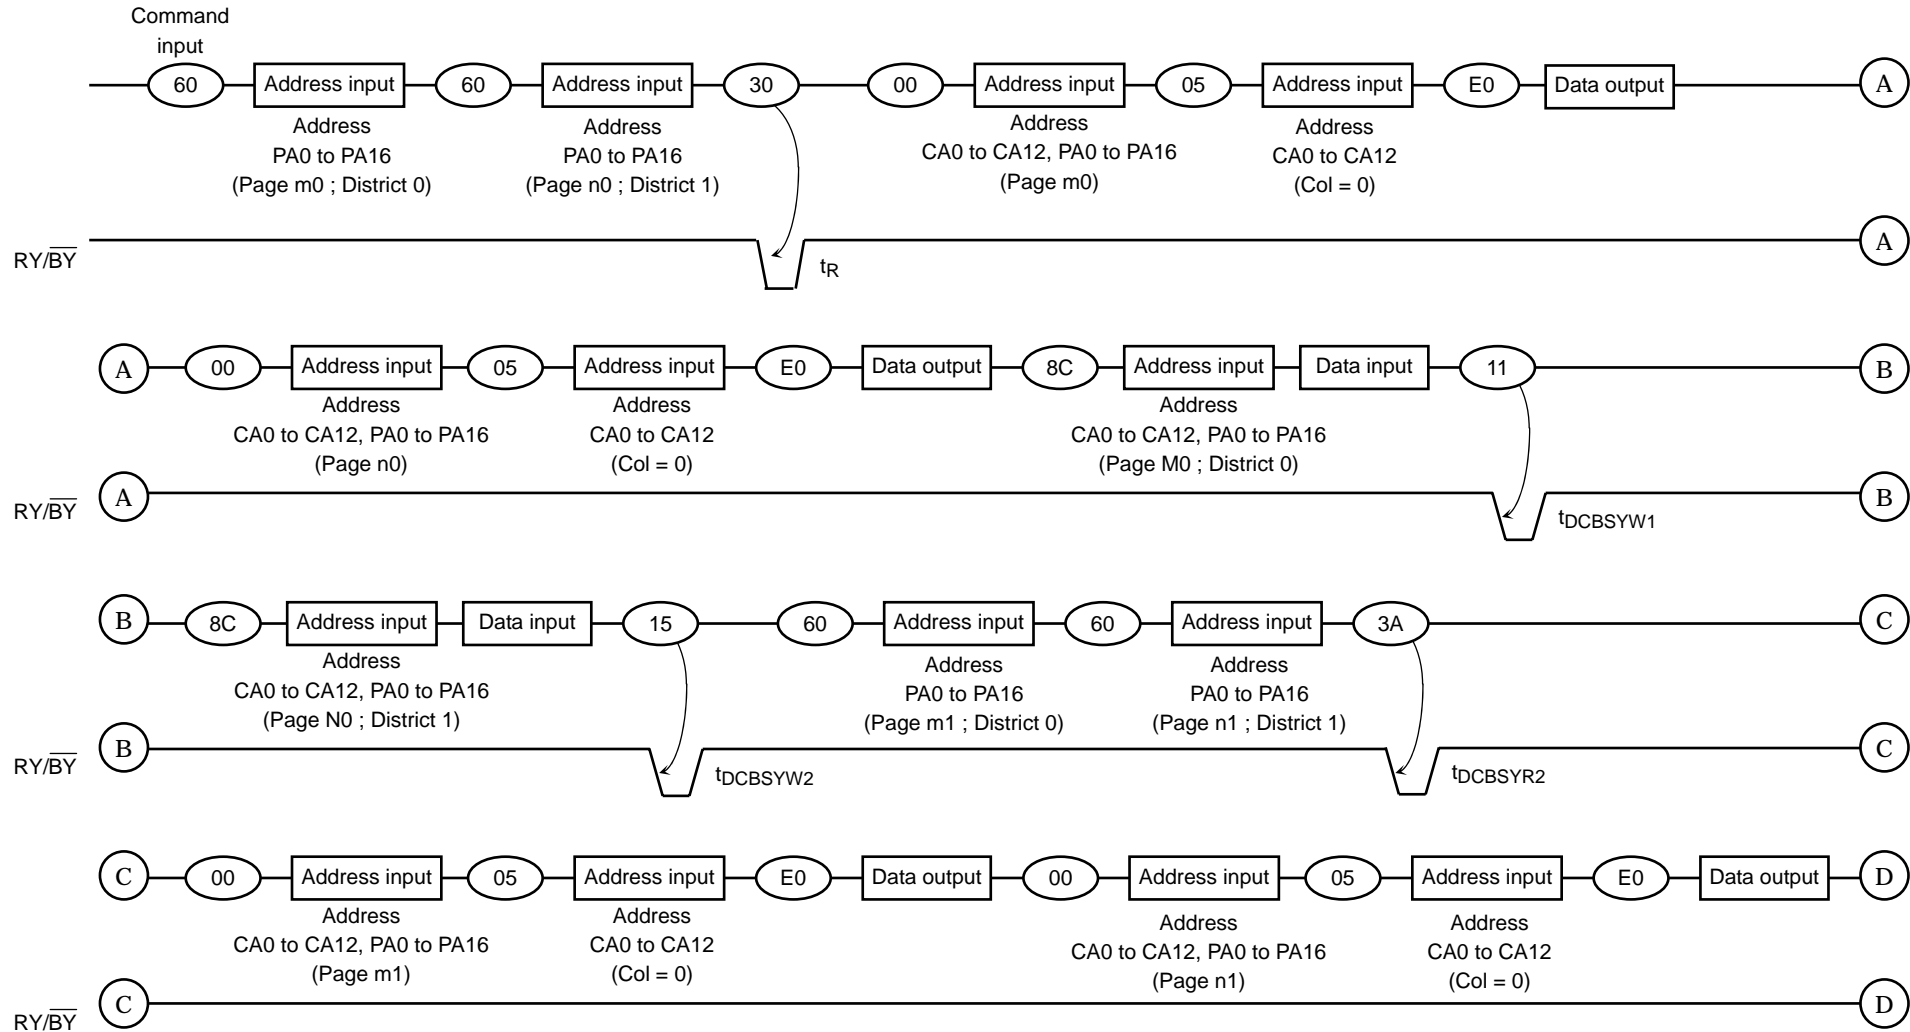 Command
input
60 Address input 60 Address input 30 00 Address input 05 Address input E0 Data output A
Address
PA0 to PA16
(Page m0 ; District 0)
Address
PA0 to PA16
(Page n0 ; District 1)
Address
CA0 to CA12, PA0 to PA16
(Page m0)
Address
CA0 to CA12
(Col = 0)
RY/BY tR A
A 00 Address input 05 Address input E0 Data output 8C Address input Data input 11 B
Address
CA0 to CA12, PA0 to PA16
(Page n0)
Address
CA0 to CA12
(Col = 0)
Address
CA0 to CA12, PA0 to PA16
(Page M0 ; District 0)
RY/BY A tDCBSYW1 B
B 8C Address input Data input 15 60 Address input 60 Address input 3A C
Address
CA0 to CA12, PA0 to PA16
(Page N0 ; District 1)
Address
PA0 to PA16
(Page m1 ; District 0)
Address
PA0 to PA16
(Page n1 ; District 1)
RY/BY B tDCBSYW2 tDCBSYR2 C
C 00 Address input 05 Address input E0 Data output 00 Address input 05 Address input E0 Data output D
Address
CA0 to CA12, PA0 to PA16
(Page m1)
Address
CA0 to CA12
(Col = 0)
Address
CA0 to CA12, PA0 to PA16
(Page n1)
Address
CA0 to CA12
(Col = 0)
RY/BY C D